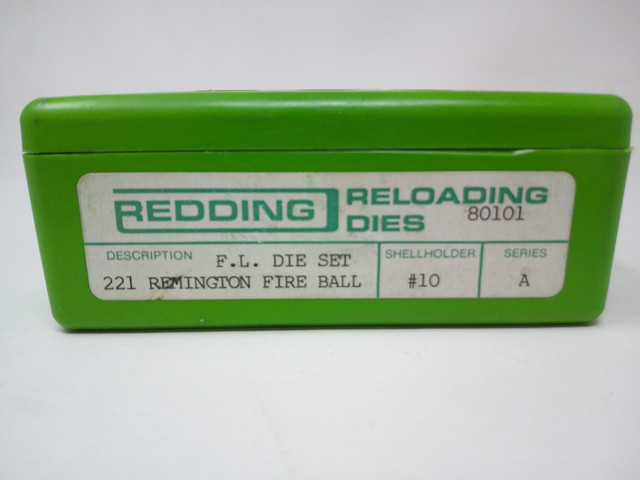 REDDING RELOADING
DIES 80101
DESCRIPTION F.L. DIE SET
221 REMINGTON FIRE BALL
SHELLHOLDER
#10
SERIES
A